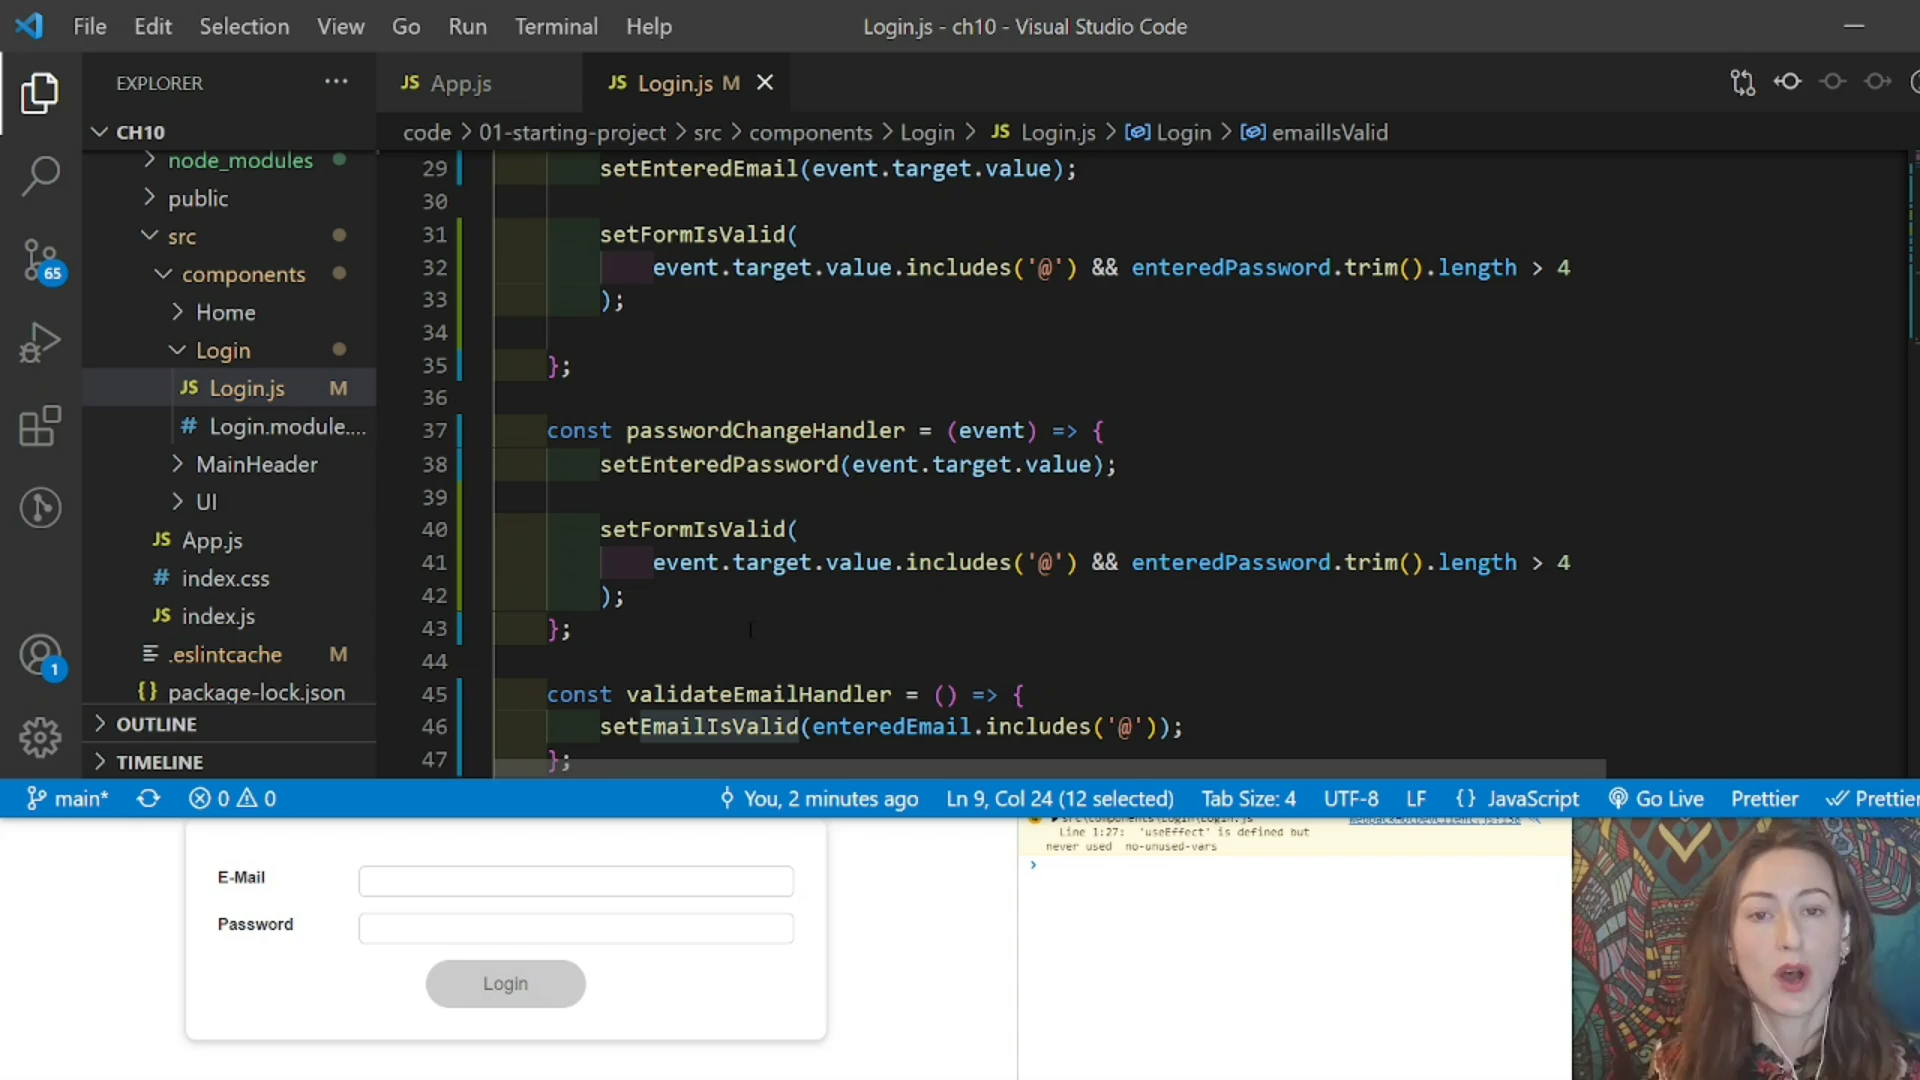 File Edit Selection View Go Run Terminal Help
Login.js - ch10 - Visual Studio Code
EXPLORER
CH10
node_modules
public
src
components
Home
Login
JS Login.js M
# Login.module....
MainHeader
UI
JS App.js
# index.css
JS index.js
.eslintcache M
{} package-lock.json
OUTLINE
TIMELINE
65
1
JS App.js
JS Login.js M
code > 01-starting-project > src > components > Login > JS Login.js > Login > emailIsValid
29 setEnteredEmail(event.target.value);
30
31 setFormIsValid(
32 event.target.value.includes('@') && enteredPassword.trim().length > 4
33 );
34
35 };
36
37 const passwordChangeHandler = (event) => {
38 setEnteredPassword(event.target.value);
39
40 setFormIsValid(
41 event.target.value.includes('@') && enteredPassword.trim().length > 4
42 );
43 };
44
45 const validateEmailHandler = () => {
46 setEmailIsValid(enteredEmail.includes('@'));
47 };
main* 0 0 You, 2 minutes ago Ln 9, Col 24 (12 selected) Tab Size: 4 UTF-8 LF {} JavaScript Go Live Prettier Prettier
E-Mail
Password
Login
src\components\Login\Login.js
Line 1:27: 'useEffect' is defined but
never used no-unused-vars